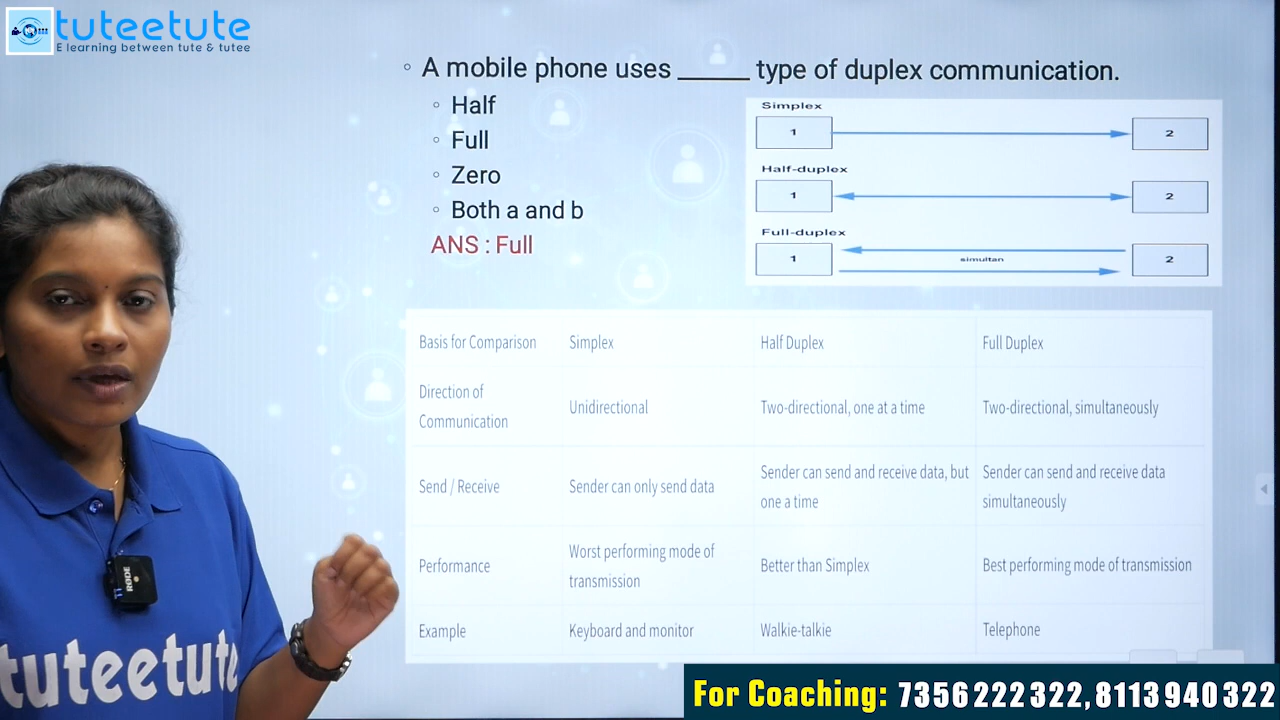 tuteetute
E learning between tute & tutee
A mobile phone uses ______ type of duplex communication.
Half
Full
Zero
Both a and b
ANS : Full
Simplex
1
2
Half-duplex
1
2
Full-duplex
1
simultan
2
Basis for Comparison Simplex Half Duplex Full Duplex
Direction of
Communication
Unidirectional
Two-directional, one at a time
Two-directional, simultaneously
Send / Receive
Sender can only send data
Sender can send and receive data, but
one a time
Sender can send and receive data
simultaneously
Performance
Worst performing mode of
transmission
Better than Simplex
Best performing mode of transmission
Example
Keyboard and monitor
Walkie-talkie
Telephone
RODE
tuteetute
For Coaching: 7356 222 322, 8113 940 322